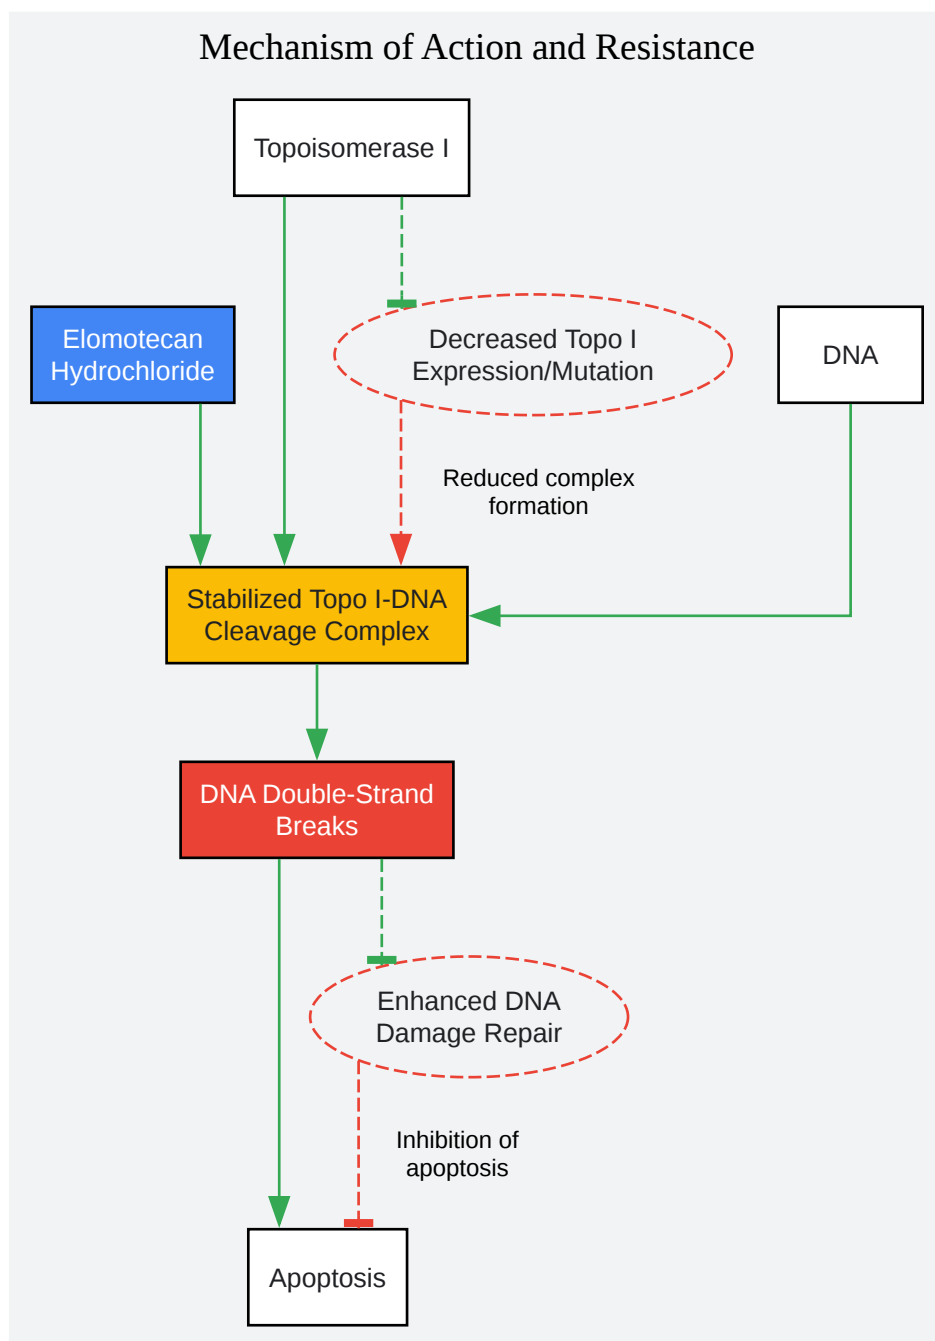 Mechanism of Action and Resistance
Topoisomerase I
Elomotecan
Hydrochloride
Decreased Topo I
Expression/Mutation
DNA
Reduced complex
formation
Stabilized Topo I-DNA
Cleavage Complex
DNA Double-Strand
Breaks
Enhanced DNA
Damage Repair
Inhibition of
apoptosis
Apoptosis